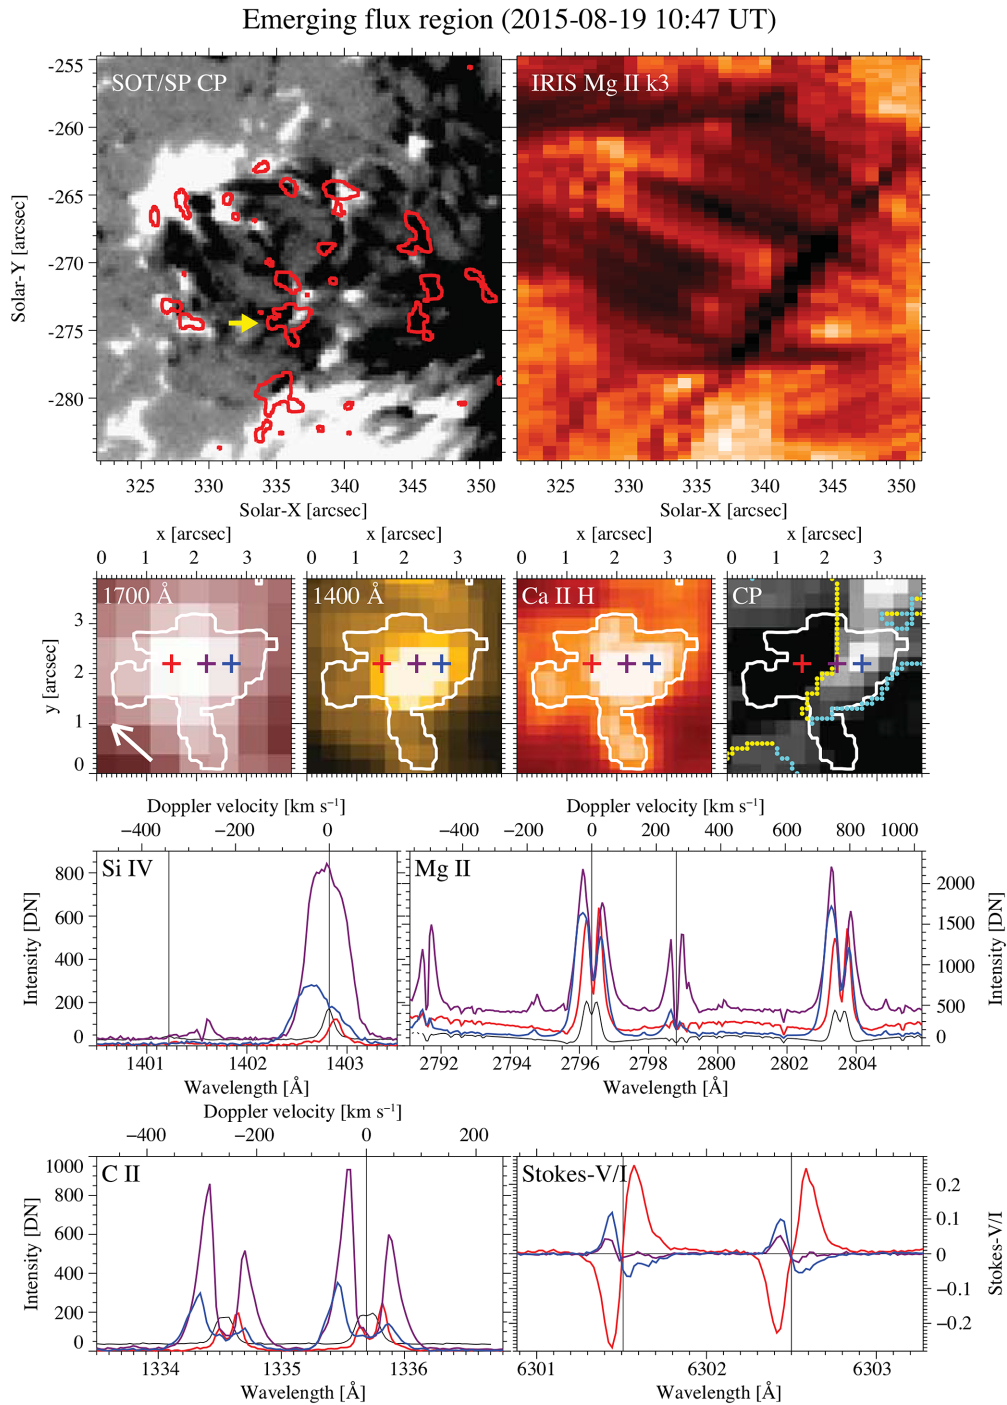 Emerging flux region (2015-08-19 10:47 UT)
SOT/SP CP
IRIS Mg II k3
-255
-260
-265
-270
-275
-280
Solar-Y [arcsec]
325 330 335 340 345 350
325 330 335 340 345 350
Solar-X [arcsec]
Solar-X [arcsec]
x [arcsec] x [arcsec] x [arcsec] x [arcsec]
0 1 2 3 0 1 2 3 0 1 2 3 0 1 2 3
1700 Å
1400 Å
Ca II H
CP
3
2
1
0
y [arcsec]
Doppler velocity [km s⁻¹]
−400 −200 0
Si IV
800
600
400
200
0
Intensity [DN]
1401 1402 1403
Wavelength [Å]
Doppler velocity [km s⁻¹]
−400 −200 0 200 400 600 800 1000
Mg II
2000
1500
1000
500
0
Intensity [DN]
2792 2794 2796 2798 2800 2802 2804
Wavelength [Å]
Doppler velocity [km s⁻¹]
−400 −200 0 200
C II
1000
800
600
400
200
0
Intensity [DN]
1334 1335 1336
Wavelength [Å]
Stokes-V/I
0.2
0.1
0
−0.1
−0.2
Stokes-V/I
6301 6302 6303
Wavelength [Å]